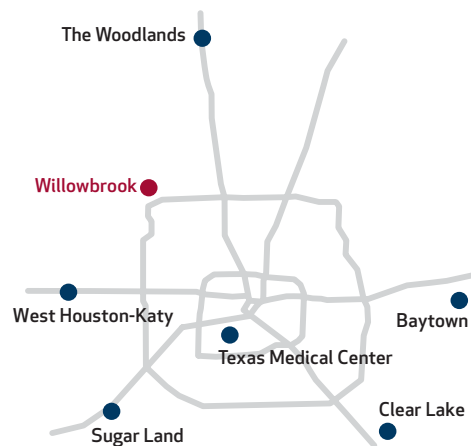 The Woodlands
Willowbrook
West Houston-Katy
Baytown
Texas Medical Center
Clear Lake
Sugar Land